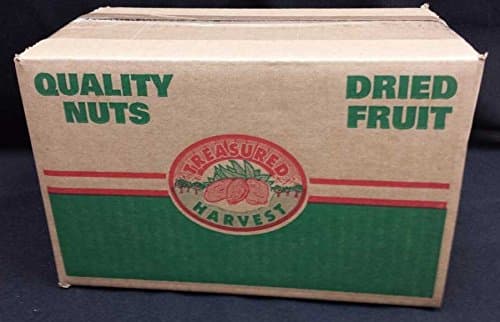 QUALITY
NUTS
DRIED
FRUIT
TREASURED
HARVEST